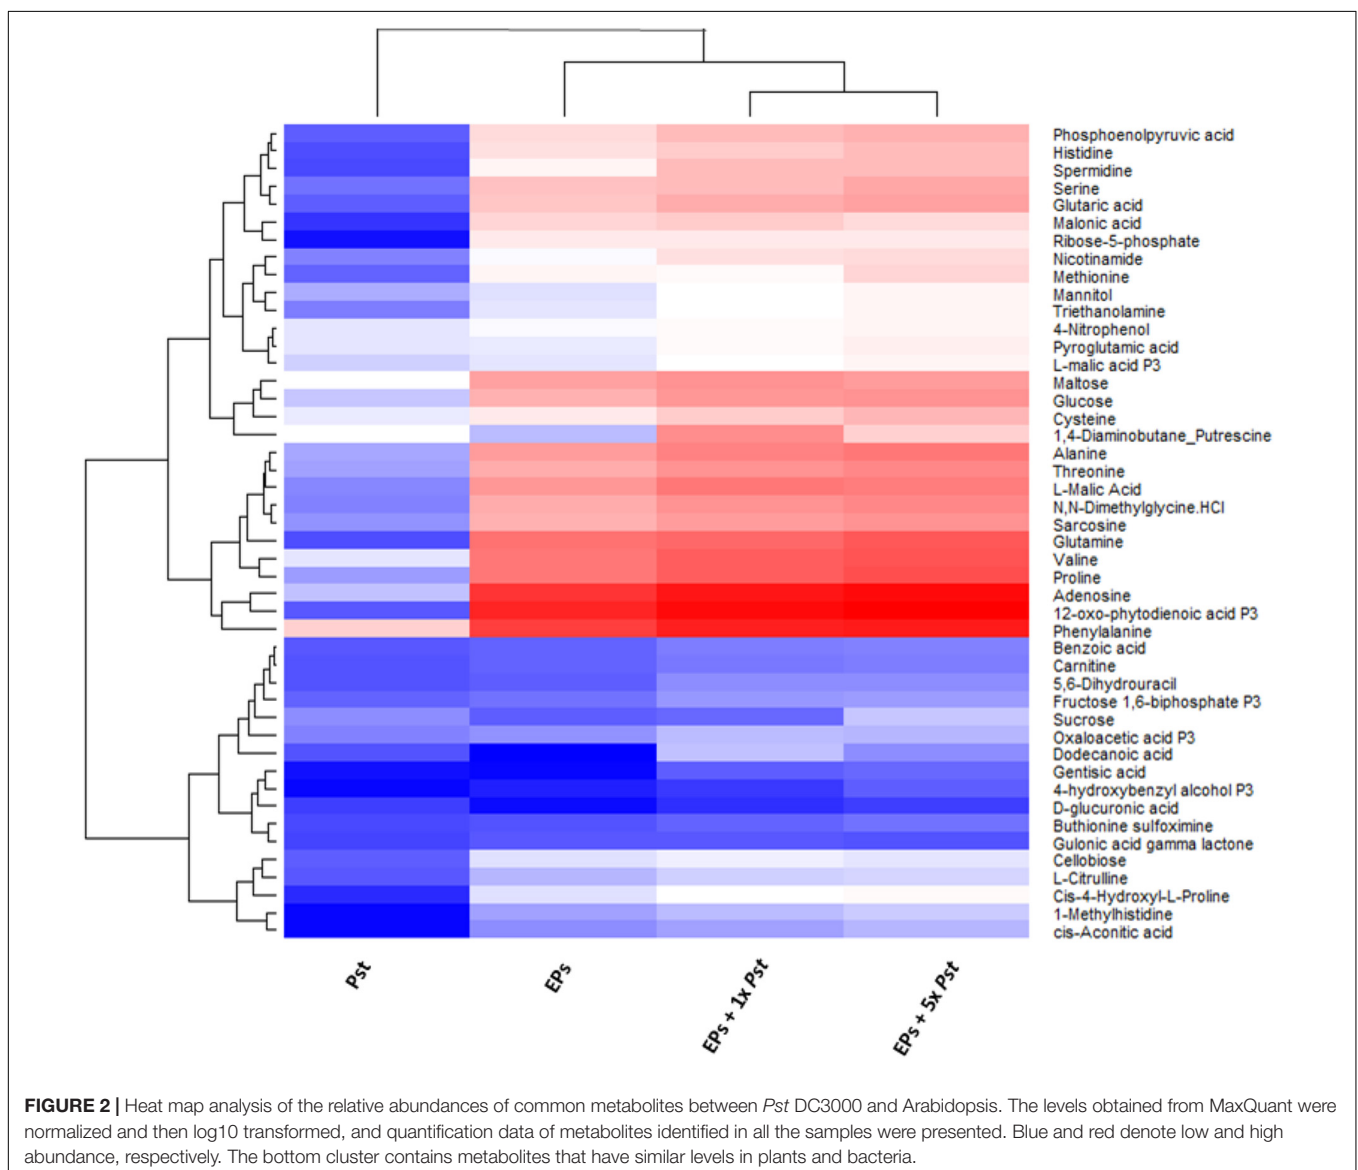 Phosphoenolpyruvic acid
Histidine
Spermidine
Serine
Glutaric acid
Malonic acid
Ribose-5-phosphate
Nicotinamide
Methionine
Mannitol
Triethanolamine
4-Nitrophenol
Pyroglutamic acid
L-malic acid P3
Maltose
Glucose
Cysteine
1,4-Diaminobutane_Putrescine
Alanine
Threonine
L-Malic Acid
N,N-Dimethylglycine.HCl
Sarcosine
Glutamine
Valine
Proline
Adenosine
12-oxo-phytodienoic acid P3
Phenylalanine
Benzoic acid
Carnitine
5,6-Dihydrouracil
Fructose 1,6-biphosphate P3
Sucrose
Oxaloacetic acid P3
Dodecanoic acid
Gentisic acid
4-hydroxybenzyl alcohol P3
D-glucuronic acid
Buthionine sulfoximine
Gulonic acid gamma lactone
Cellobiose
L-Citrulline
Cis-4-Hydroxyl-L-Proline
1-Methylhistidine
cis-Aconitic acid
Pst
EPs
EPs + 1x Pst
EPs + 5x Pst
FIGURE 2 | Heat map analysis of the relative abundances of common metabolites between Pst DC3000 and Arabidopsis. The levels obtained from MaxQuant were
normalized and then log10 transformed, and quantification data of metabolites identified in all the samples were presented. Blue and red denote low and high
abundance, respectively. The bottom cluster contains metabolites that have similar levels in plants and bacteria.